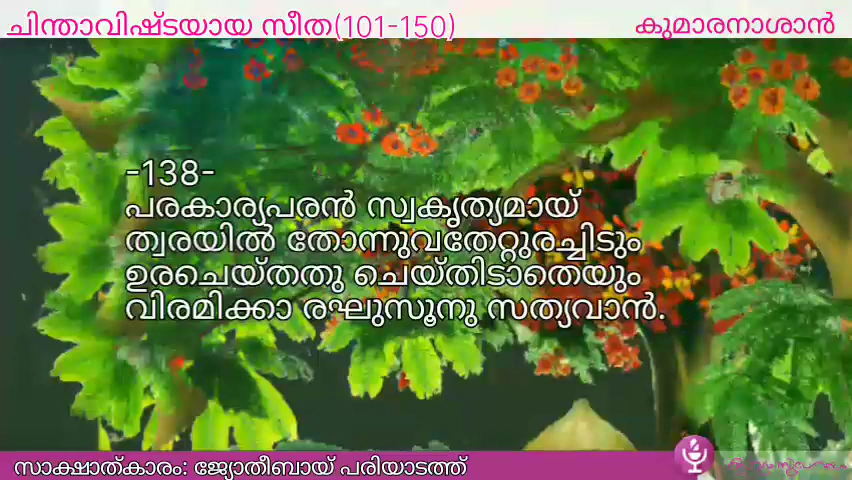 ചിന്താവിഷ്ടയായ സീത(101-150)
കുമാരനാശാൻ
-138-
പരകാര്യപരൻ സ്വകൃത്യമായ്
ത്വരയിൽ തോന്നുവതേറ്റുരച്ചിടും
ഉരചെയ്തതു ചെയ്തിടാതെയും
വിരമിക്കാ രഘുസൂനു സത്യവാൻ.
സാക്ഷാത്കാരം: ജ്യോതീബായ് പരിയാടത്ത്